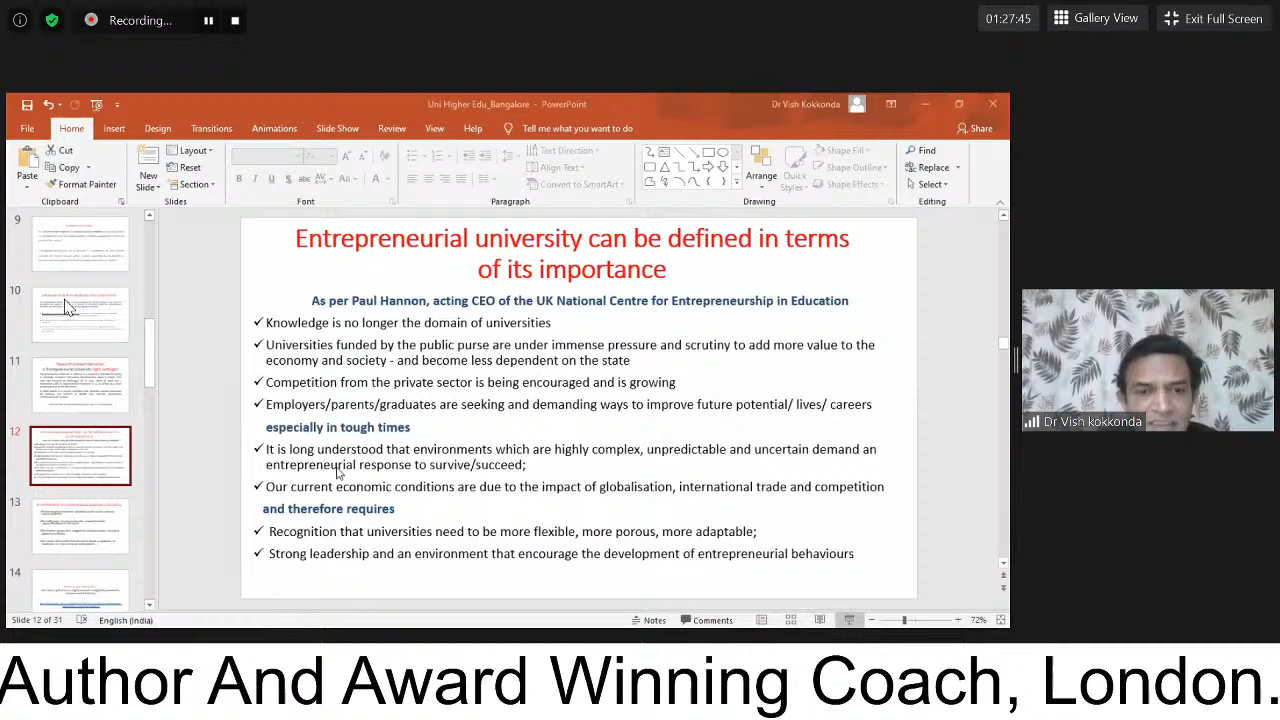 Recording...
01:27:45
Gallery View
Exit Full Screen
Uni Higher Edu_Bangalore - PowerPoint
Dr Vish Kokkonda
File Home Insert Design Transitions Animations Slide Show Review View Help Tell me what you want to do Share
Paste
Cut
Copy
Format Painter
Clipboard
New
Slide
Layout
Reset
Section
Slides
Font
Text Direction
Align Text
Convert to SmartArt
Paragraph
Arrange
Quick
Styles
Shape Fill
Shape Outline
Shape Effects
Drawing
Find
Replace
Select
Editing
9
10
11
12
13
14
Entrepreneurial university can be defined in terms
of its importance
As per Paul Hannon, acting CEO of the UK National Centre for Entrepreneurship in Education
✓ Knowledge is no longer the domain of universities
✓ Universities funded by the public purse are under immense pressure and scrutiny to add more value to the
economy and society - and become less dependent on the state
✓ Competition from the private sector is being encouraged and is growing
✓ Employers/parents/graduates are seeking and demanding ways to improve future potential/ lives/ careers
especially in tough times
✓ It is long understood that environments which are highly complex, unpredictable and uncertain demand an
entrepreneurial response to survive/succeed;
✓ Our current economic conditions are due to the impact of globalisation, international trade and competition
and therefore requires
✓ Recognition that universities need to be more flexible, more porous, more adaptable;
✓ Strong leadership and an environment that encourage the development of entrepreneurial behaviours
Dr Vish kokkonda
Slide 12 of 31 English (India) Notes Comments 72%
Author And Award Winning Coach, London.